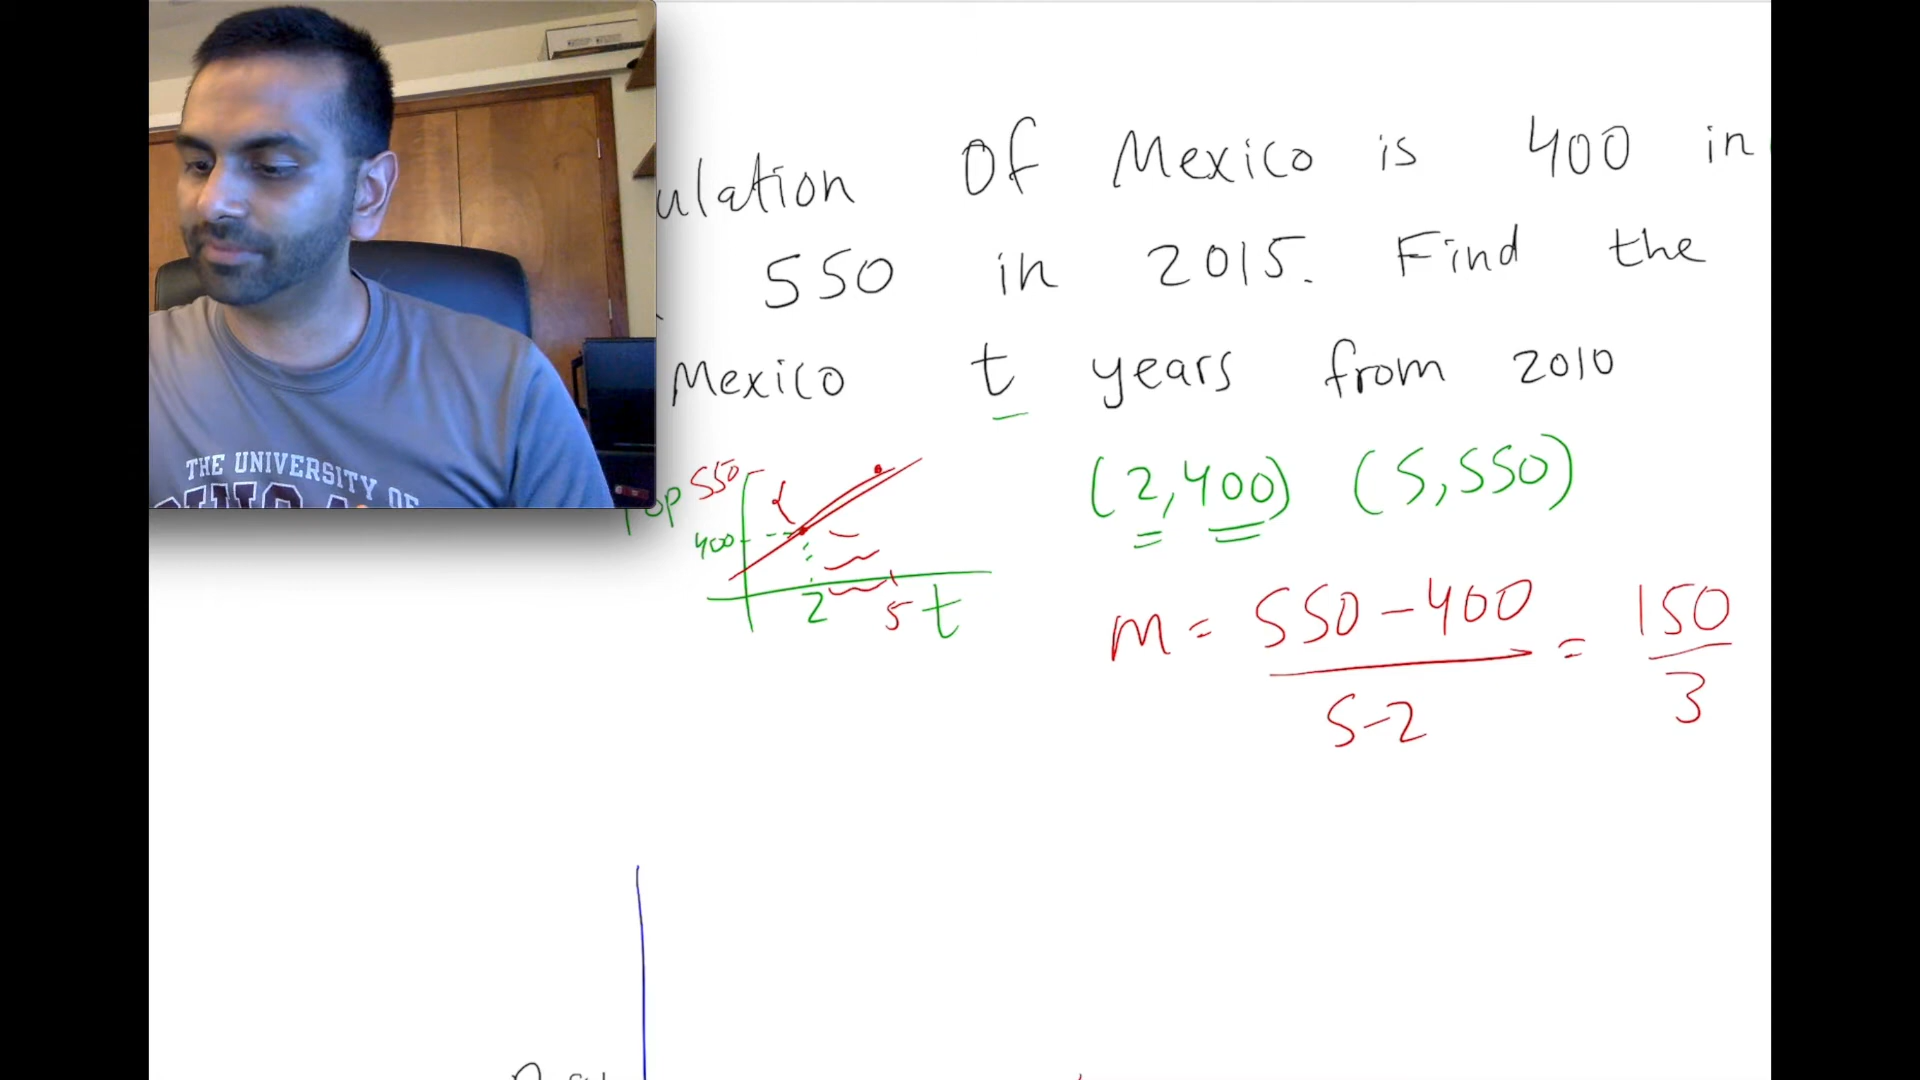 ulation Of Mexico is 400 in
550 in 2015. Find the
Mexico t years from 2010
THE UNIVERSITY OF
Pop 550
400
2 5 t
(2,400) (5,550)
m = 550-400 = 150
5-2 3